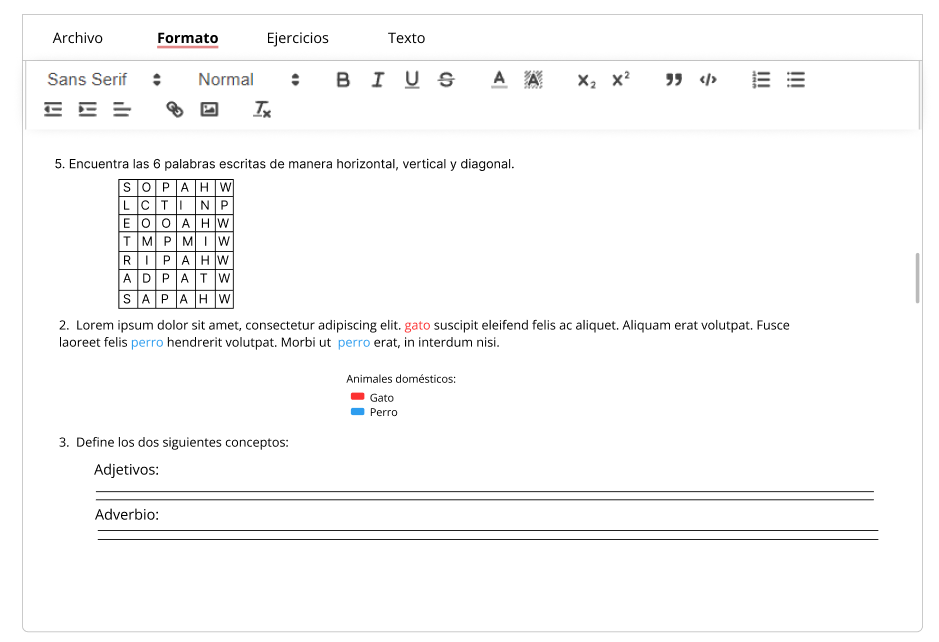 Archivo Formato Ejercicios Texto
Sans Serif Normal B I U S A A x₂ x² ” </>
Tx
5. Encuentra las 6 palabras escritas de manera horizontal, vertical y diagonal.
S O P A H W
L C T I N P
E O O A H W
T M P M I W
R I P A H W
A D P A T W
S A P A H W
2. Lorem ipsum dolor sit amet, consectetur adipiscing elit. gato suscipit eleifend felis ac aliquet. Aliquam erat volutpat. Fusce
laoreet felis perro hendrerit volutpat. Morbi ut perro erat, in interdum nisi.
Animales domésticos:
Gato
Perro
3. Define los dos siguientes conceptos:
Adjetivos:
Adverbio: